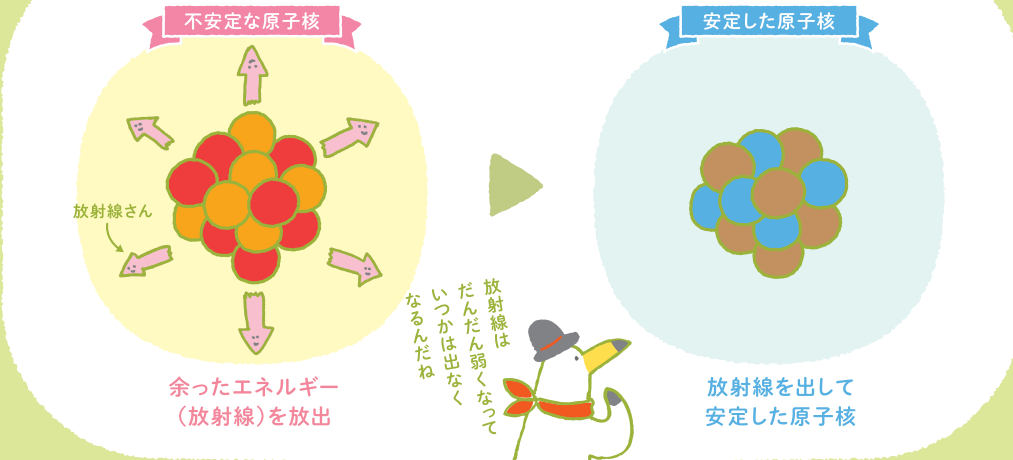 不安定な原子核
安定した原子核
放射線さん
放射線は
だんだん弱くなって
いつかは出なく
なるんだね
余ったエネルギー
（放射線）を放出
放射線を出して
安定した原子核